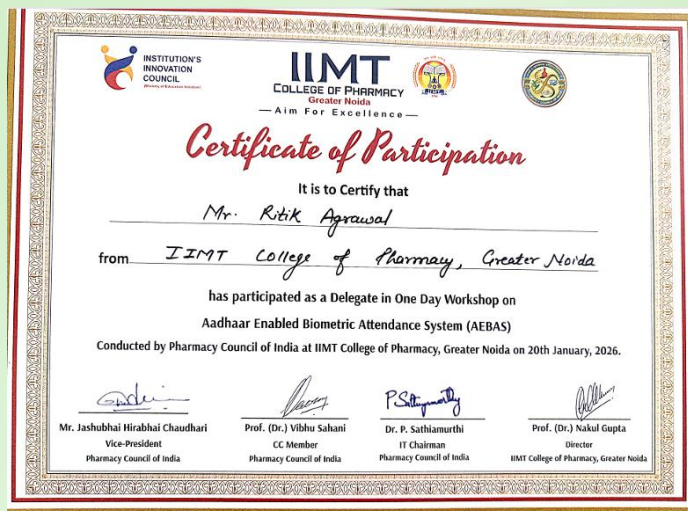 INSTITUTION'S
INNOVATION
COUNCIL
(Ministry of Education Initiative)
IIMT
COLLEGE OF PHARMACY
Greater Noida
— Aim For Excellence —
Certificate of Participation
It is to Certify that
Mr. Ritik Agrawal
from IIMT College of Pharmacy, Greater Noida
has participated as a Delegate in One Day Workshop on
Aadhaar Enabled Biometric Attendance System (AEBAS)
Conducted by Pharmacy Council of India at IIMT College of Pharmacy, Greater Noida on 20th January, 2026.
P. Sathiyamurthy
Mr. Jashubhai Hirabhai Chaudhari Prof. (Dr.) Vibhu Sahani Dr. P. Sathiamurthi Prof. (Dr.) Nakul Gupta
Vice-President CC Member IT Chairman Director
Pharmacy Council of India Pharmacy Council of India Pharmacy Council of India IIMT College of Pharmacy, Greater Noida